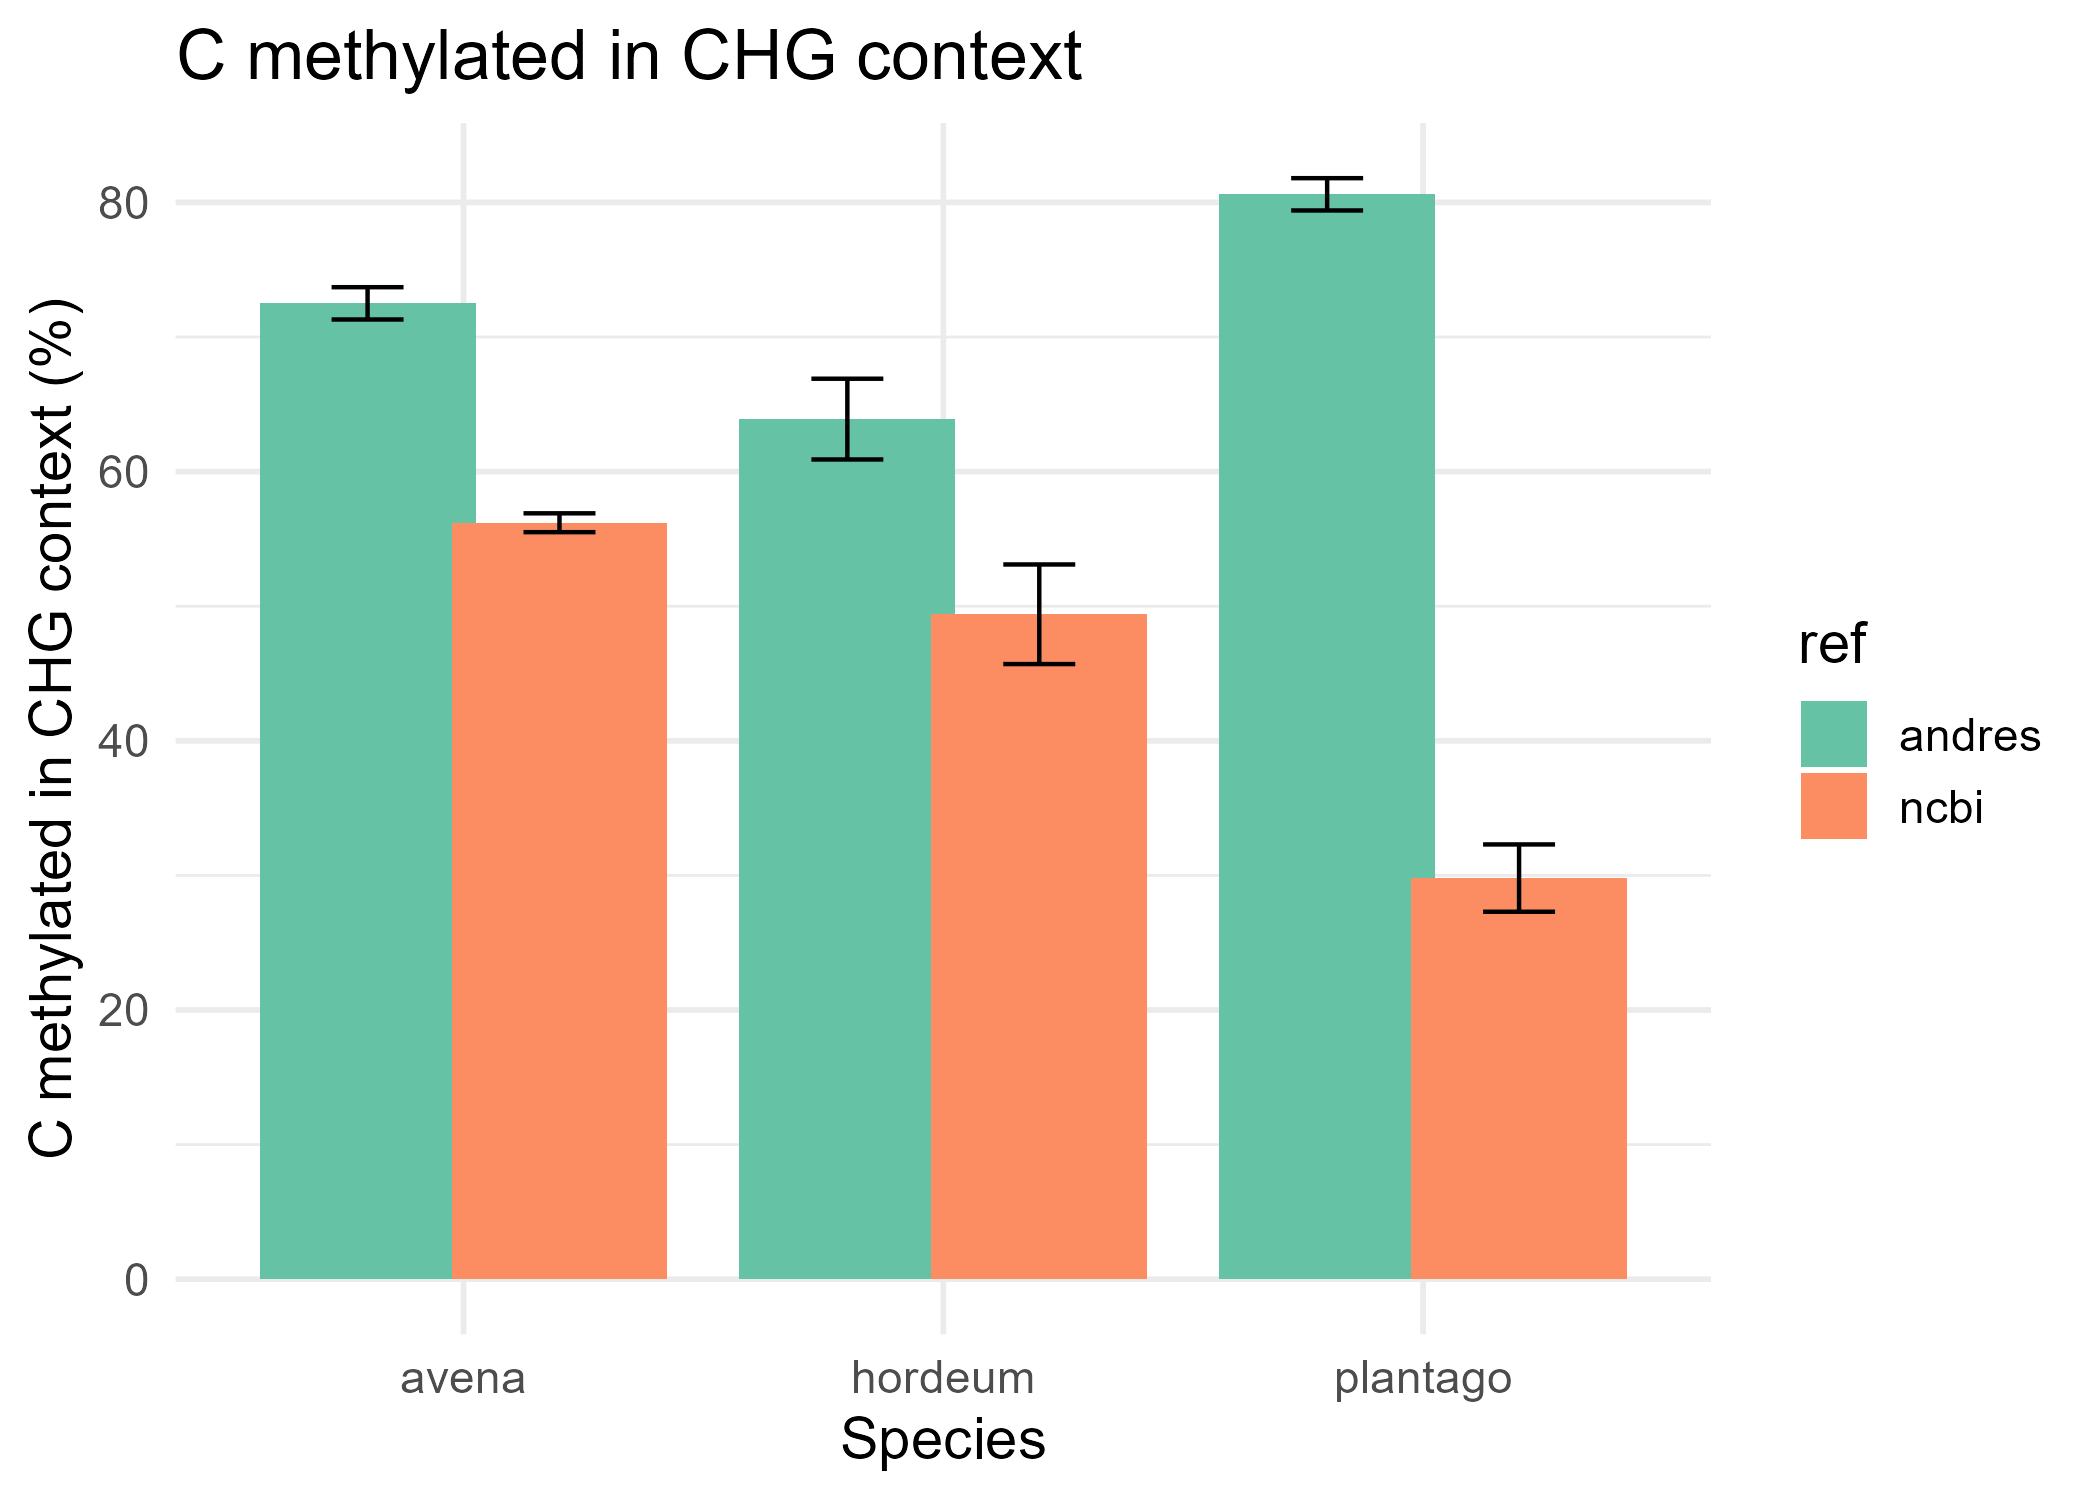 C methylated in CHG context
C methylated in CHG context (%)
80
60
40
20
0
avena
hordeum
plantago
Species
ref
andres
ncbi